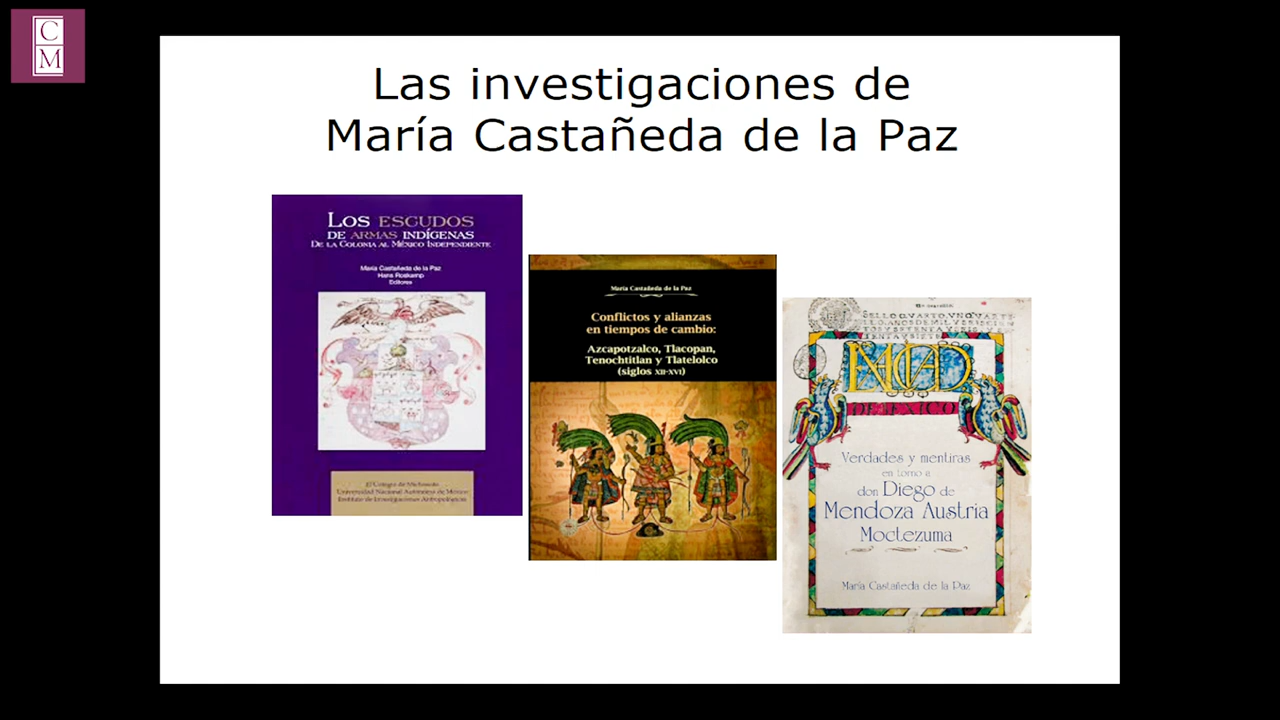 C
M
Las investigaciones de
María Castañeda de la Paz
LOS ESCUDOS
DE ARMAS INDÍGENAS
DE LA COLONIA AL MÉXICO INDEPENDIENTE
María Castañeda de la Paz
Hans Roskamp
Editores
El Colegio de Michoacán
Universidad Nacional Autónoma de México
Instituto de Investigaciones Antropológicas
María Castañeda de la Paz
Conflictos y alianzas
en tiempos de cambio:
Azcapotzalco, Tlacopan,
Tenochtitlan y Tlatelolco
(siglos XII-XVI)
DE MEXICO
Verdades y mentiras
en torno a
don Diego de
Mendoza Austria
Moctezuma
María Castañeda de la Paz